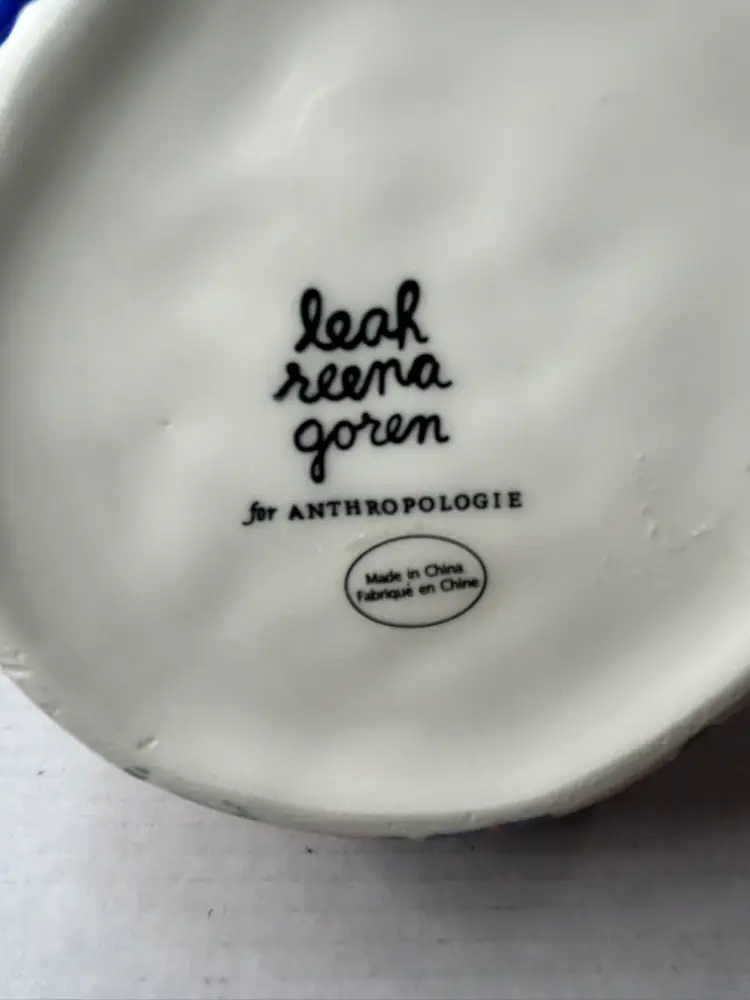 leah
reena
goren
for ANTHROPOLOGIE
Made in China
Fabriqué en Chine